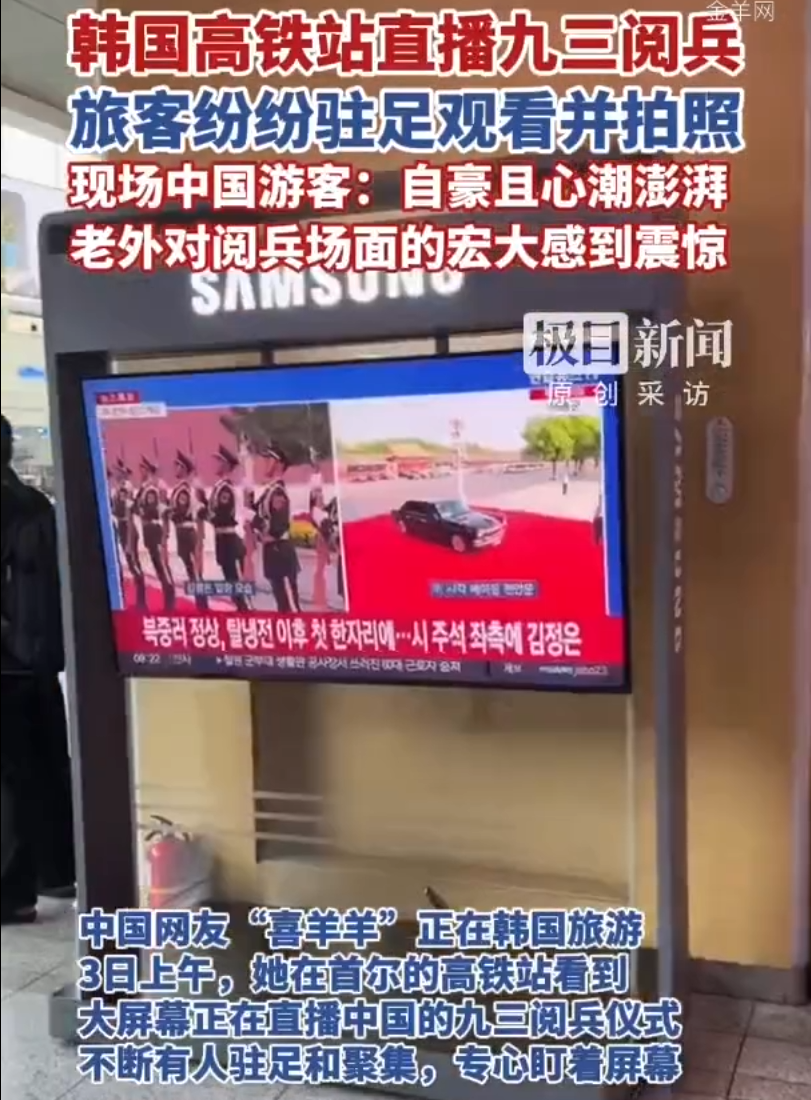 金羊网
韩国高铁站直播九三阅兵
旅客纷纷驻足观看并拍照
现场中国游客：自豪且心潮澎湃
老外对阅兵场面的宏大感到震惊
SAMSUNG
极目新闻
原创采访
북중러 정상, 탈냉전 이후 첫 한자리에…시 주석 좌측에 김정은
중국网友“喜羊羊”正在韩国旅游
3日上午，她在首尔的高铁站看到
大屏幕正在直播中国的九三阅兵仪式
不断有人驻足和聚集，专心盯着屏幕